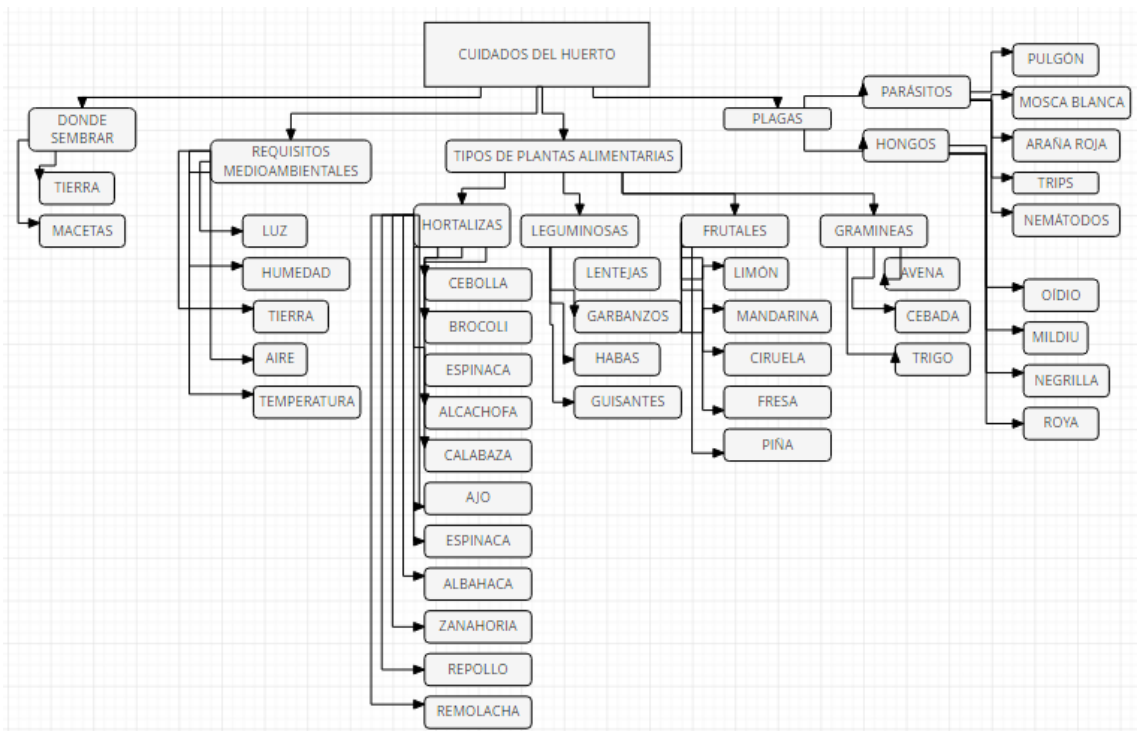 CUIDADOS DEL HUERTO
DONDE
SEMBRAR
TIERRA
MACETAS
REQUISITOS
MEDIOAMBIENTALES
LUZ
HUMEDAD
TIERRA
AIRE
TEMPERATURA
TIPOS DE PLANTAS ALIMENTARIAS
HORTALIZAS
CEBOLLA
BROCOLI
ESPINACA
ALCACHOFA
CALABAZA
AJO
ESPINACA
ALBAHACA
ZANAHORIA
REPOLLO
REMOLACHA
LEGUMINOSAS
LENTEJAS
GARBANZOS
HABAS
GUISANTES
FRUTALES
LIMÓN
MANDARINA
CIRUELA
FRESA
PIÑA
GRAMINEAS
AVENA
CEBADA
TRIGO
PLAGAS
PARÁSITOS
PULGÓN
MOSCA BLANCA
ARAÑA ROJA
TRIPS
NEMÁTODOS
HONGOS
OÍDIO
MILDIU
NEGRILLA
ROYA